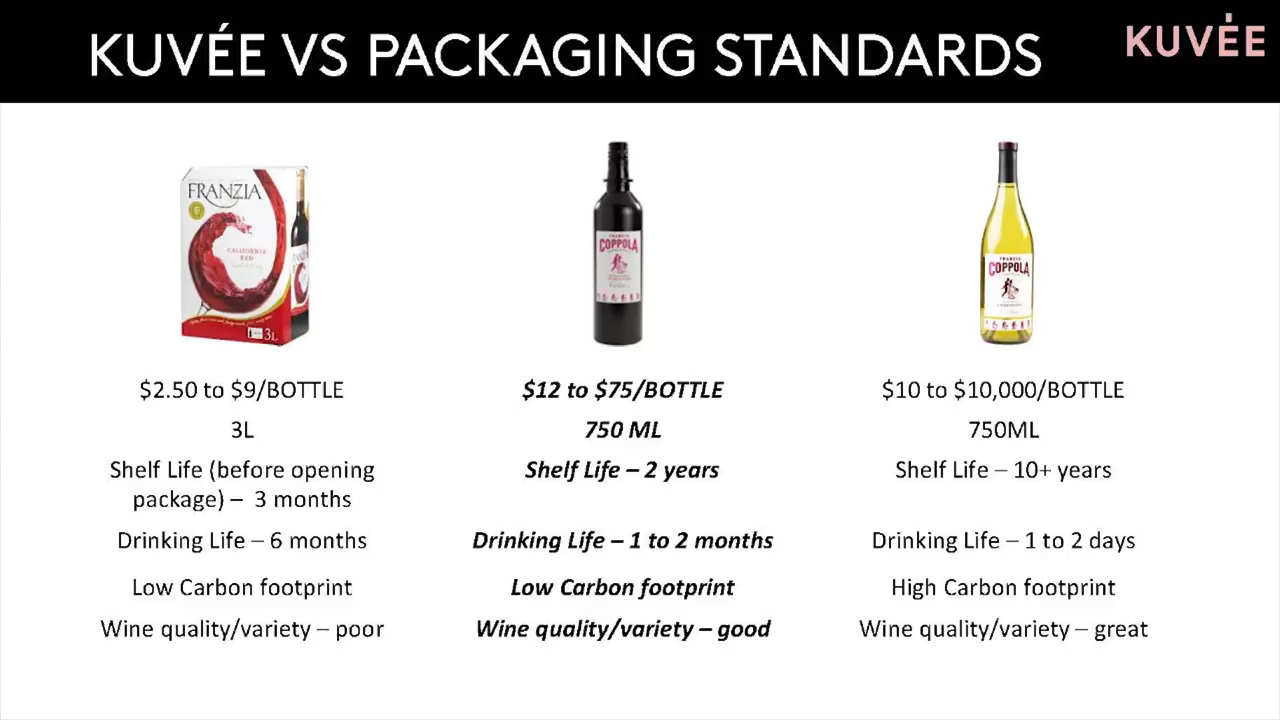 KUVÉE VS PACKAGING STANDARDS
KUVÉE
FRANZIA
CALIFORNIA
RED
3L
FRANCIS
COPPOLA
FRANCIS
COPPOLA
$2.50 to $9/BOTTLE
3L
Shelf Life (before opening
package) – 3 months
Drinking Life – 6 months
Low Carbon footprint
Wine quality/variety – poor
$12 to $75/BOTTLE
750 ML
Shelf Life – 2 years
Drinking Life – 1 to 2 months
Low Carbon footprint
Wine quality/variety – good
$10 to $10,000/BOTTLE
750ML
Shelf Life – 10+ years
Drinking Life – 1 to 2 days
High Carbon footprint
Wine quality/variety – great